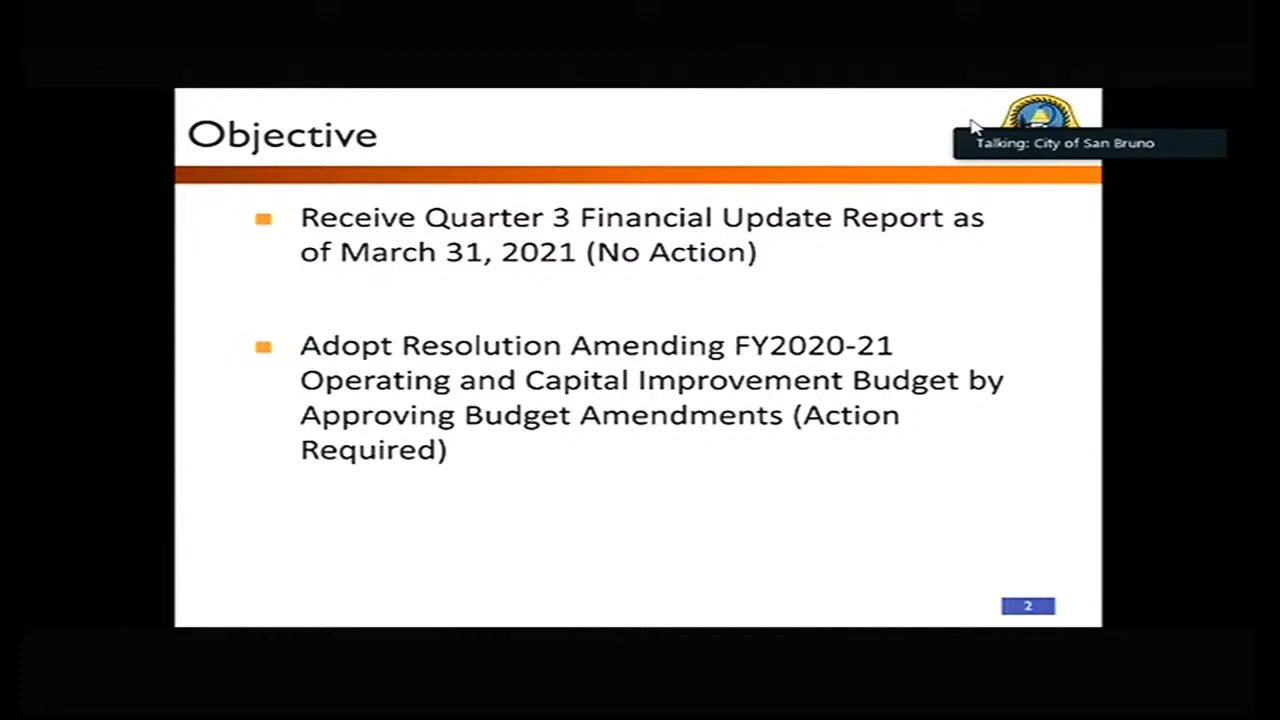 Objective
Talking: City of San Bruno
Receive Quarter 3 Financial Update Report as
of March 31, 2021 (No Action)
Adopt Resolution Amending FY2020-21
Operating and Capital Improvement Budget by
Approving Budget Amendments (Action
Required)
2